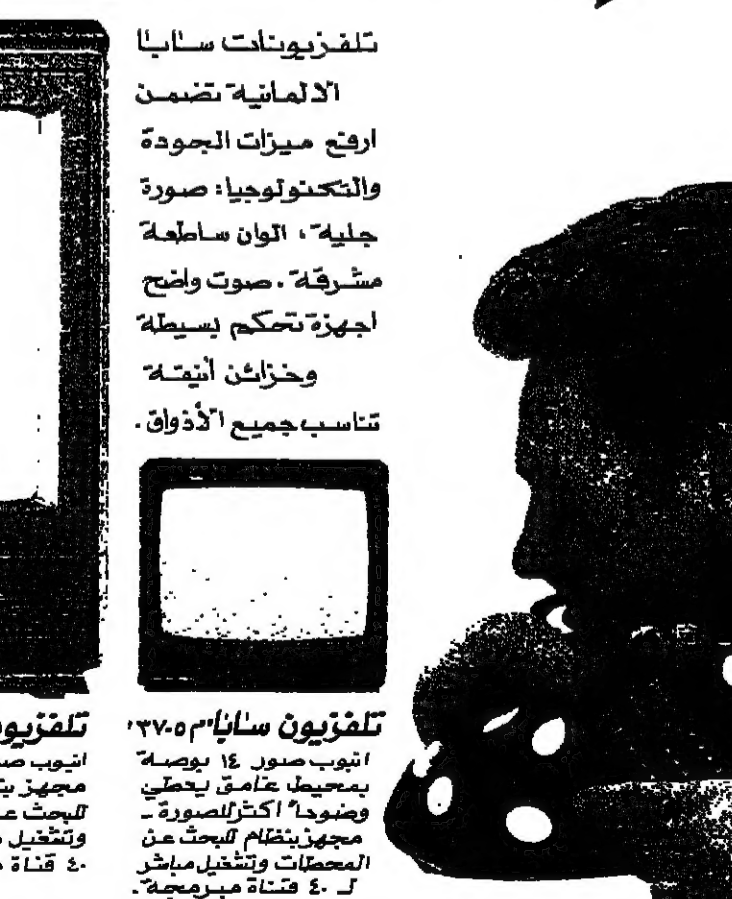 تلفزيونات سابا
الالمانية تضمن
ارفع ميزات الجودة
والتكنولوجيا: صورة
جلية، الوان ساطعة
مشرقة. صوت واضح
اجهزة تحكم بسيطة
وخزائن أنيقة
تناسب جميع الأذواق.
تلفزيون سابا "م ٣٧٠٥"
انبوب صور ١٤ بوصة
بمحيط غامق يعطي
وضوحاً اكثر للصورة -
مجهز بنظام للبحث عن
المحطات وتشغيل مباشر
لـ ٤٠ قناة مبرمجة.
تلفزيو
انبوب ص
مجهز بن
للبحث ع
وتشغيل م
٤٠ قناة م